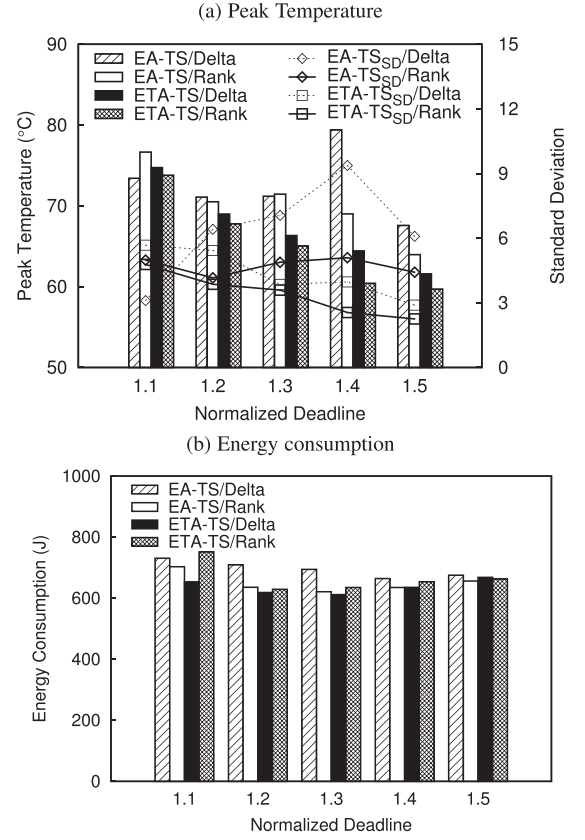 (a) Peak Temperature
90
80
70
60
50
15
12
9
6
3
0
EA-TS/Delta
EA-TS/Rank
ETA-TS/Delta
ETA-TS/Rank
EA-TS_SD/Delta
EA-TS_SD/Rank
ETA-TS_SD/Delta
ETA-TS_SD/Rank
Peak Temperature (°C)
Standard Deviation
1.1 1.2 1.3 1.4 1.5
Normalized Deadline
(b) Energy consumption
1000
800
600
400
200
0
EA-TS/Delta
EA-TS/Rank
ETA-TS/Delta
ETA-TS/Rank
Energy Consumption (J)
1.1 1.2 1.3 1.4 1.5
Normalized Deadline